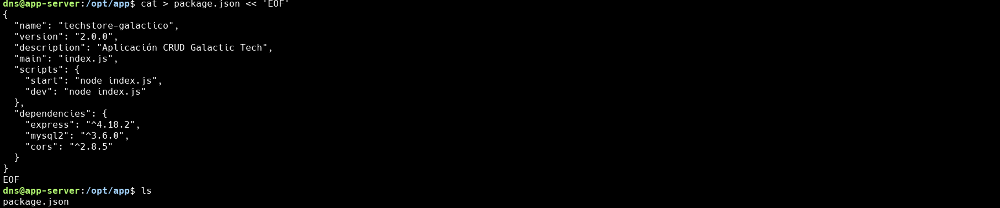 dns@app-server:/opt/app$ cat > package.json << 'EOF'
{
  "name": "techstore-galactico",
  "version": "2.0.0",
  "description": "Aplicación CRUD Galactic Tech",
  "main": "index.js",
  "scripts": {
    "start": "node index.js",
    "dev": "node index.js"
  },
  "dependencies": {
    "express": "^4.18.2",
    "mysql2": "^3.6.0",
    "cors": "^2.8.5"
  }
}
EOF
dns@app-server:/opt/app$ ls
package.json